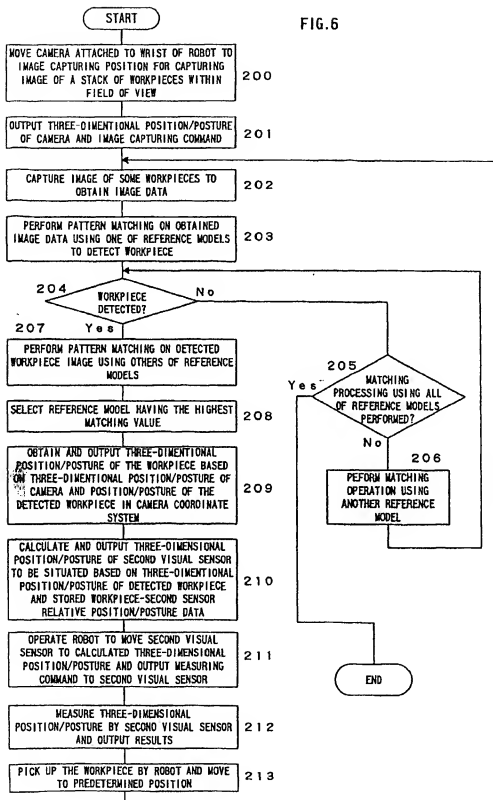 FIG.6
START
MOVE CAMERA ATTACHED TO WRIST OF ROBOT TO
IMAGE CAPTURING POSITION FOR CAPTURING
IMAGE OF A STACK OF WORKPIECES WITHIN
FIELD OF VIEW
200
OUTPUT THREE-DIMENTIONAL POSITION/POSTURE
OF CAMERA AND IMAGE CAPTURING COMMAND
201
CAPTURE IMAGE OF SOME WORKPIECES TO
OBTAIN IMAGE DATA
202
PERFORM PATTERN MATCHING ON OBTAINED
IMAGE DATA USING ONE OF REFERENCE MODELS
TO DETECT WORKPIECE
203
204
WORKPIECE
DETECTED?
No
Yes
207
PERFORM PATTERN MATCHING ON DETECTED
WORKPIECE IMAGE USING OTHERS OF REFERENCE
MODELS
205
Yes
MATCHING
PROCESSING USING ALL
OF REFERENCE MODELS
PERFORMED?
No
206
PEFORM MATCHING
OPERATION USING
ANOTHER REFERENCE
MODEL
SELECT REFERENCE MODEL HAVING THE HIGHEST
MATCHING VALUE
208
OBTAIN AND OUTPUT THREE-DIMENTIONAL
POSITION/POSTURE OF THE WORKPIECE BASED
ON THREE-DIMENTIONAL POSITION/POSTURE OF
CAMERA AND POSITION/POSTURE OF THE
DETECTED WORKPIECE IN CAMERA COORDINATE
SYSTEM
209
CALCULATE AND OUTPUT THREE-DIMENSIONAL
POSITION/POSTURE OF SECOND VISUAL SENSOR
TO BE SITUATED BASED ON THREE-DIMENTIONAL
POSITION/POSTURE OF DETECTED WORKPIECE
AND STORED WORKPIECE-SECOND SENSOR
RELATIVE POSITION/POSTURE DATA
210
OPERATE ROBOT TO MOVE SECOND VISUAL
SENSOR TO CALCULATED THREE-DIMENSIONAL
POSITION/POSTURE AND OUTPUT MEASURING
COMMAND TO SECOND VISUAL SENSOR
211
END
MEASURE THREE-DIMENSIONAL
POSITION/POSTURE BY SECOND VISUAL SENSOR
AND OUTPUT RESULTS
212
PICK UP THE WORKPIECE BY ROBOT AND MOVE
TO PREDETERMINED POSITION
213